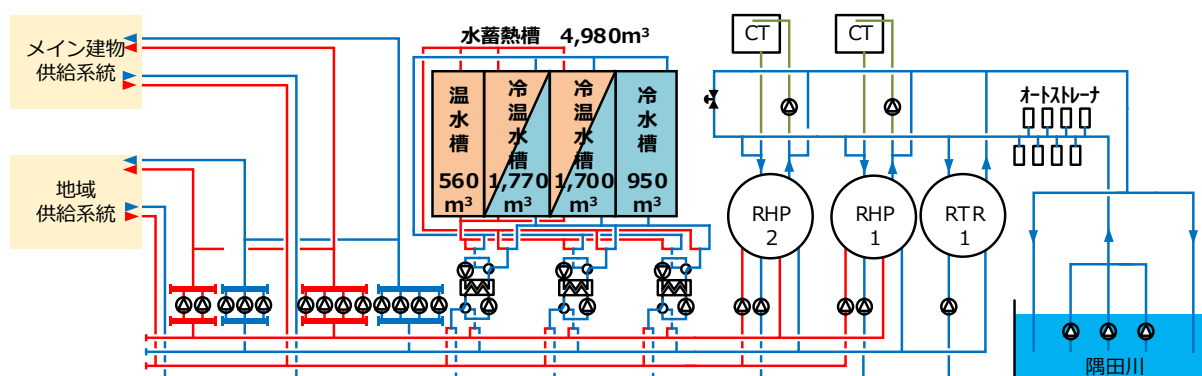 メイン建物
供給系統
地域
供給系統
水蓄熱槽 4,980m³
温水槽
560
m³
冷温水槽
1,770
m³
冷温水槽
1,700
m³
冷水槽
950
m³
CT
CT
RHP
2
RHP
1
RTR
1
ｵｰﾄｽﾄﾚｰﾅ
隅田川